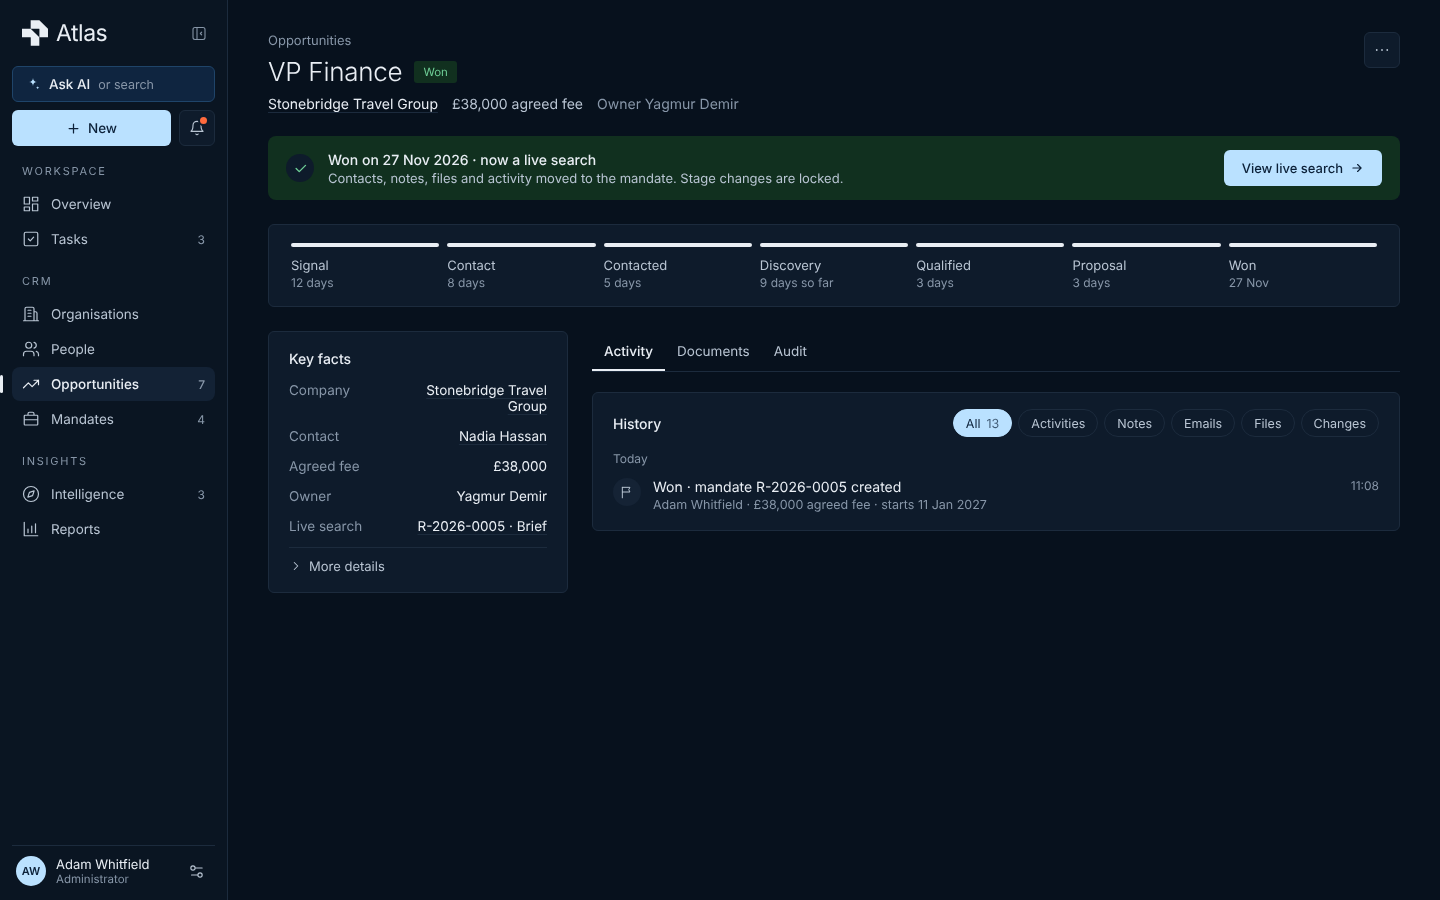 Atlas
Ask AI or search
New
WORKSPACE
Overview
Tasks 3
CRM
Organisations
People
Opportunities 7
Mandates 4
INSIGHTS
Intelligence 3
Reports
AW
Adam Whitfield
Administrator
Opportunities
VP Finance Won
Stonebridge Travel Group £38,000 agreed fee Owner Yagmur Demir
Won on 27 Nov 2026 · now a live search
Contacts, notes, files and activity moved to the mandate. Stage changes are locked.
View live search →
Signal
12 days
Contact
8 days
Contacted
5 days
Discovery
9 days so far
Qualified
3 days
Proposal
3 days
Won
27 Nov
Key facts
Company Stonebridge Travel
Group
Contact Nadia Hassan
Agreed fee £38,000
Owner Yagmur Demir
Live search R-2026-0005 · Brief
More details
Activity Documents Audit
History
All 13 Activities Notes Emails Files Changes
Today
Won · mandate R-2026-0005 created 11:08
Adam Whitfield · £38,000 agreed fee · starts 11 Jan 2027